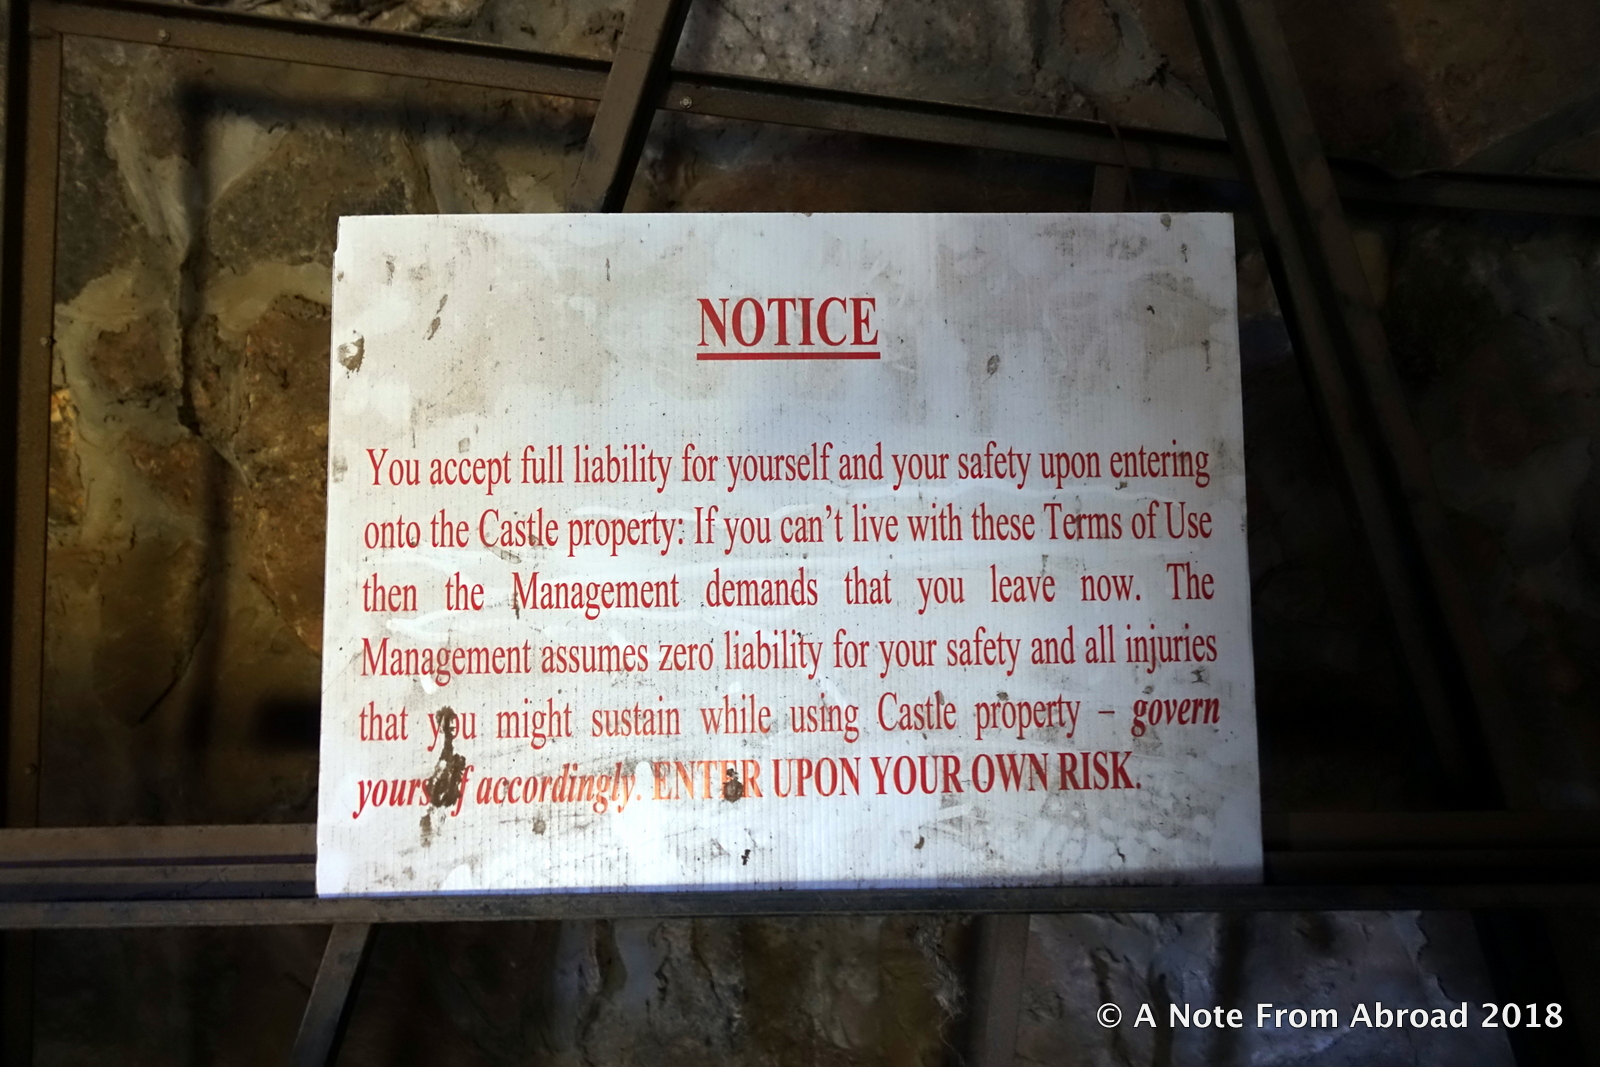 NOTICE
You accept full liability for yourself and your safety upon entering
onto the Castle property: If you can't live with these Terms of Use
then the Management demands that you leave now. The
Management assumes zero liability for your safety and all injuries
that you might sustain while using Castle property – govern
yourself accordingly. ENTER UPON YOUR OWN RISK.
© A Note From Abroad 2018